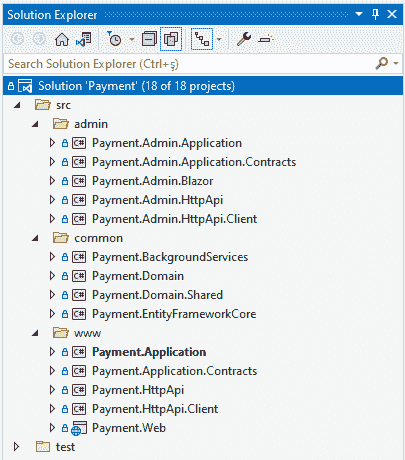 Solution Explorer
Search Solution Explorer (Ctrl+ş)
Solution 'Payment' (18 of 18 projects)
src
admin
C# Payment.Admin.Application
C# Payment.Admin.Application.Contracts
C# Payment.Admin.Blazor
C# Payment.Admin.HttpApi
C# Payment.Admin.HttpApi.Client
common
C# Payment.BackgroundServices
C# Payment.Domain
C# Payment.Domain.Shared
C# Payment.EntityFrameworkCore
www
C# Payment.Application
C# Payment.Application.Contracts
C# Payment.HttpApi
C# Payment.HttpApi.Client
Payment.Web
test